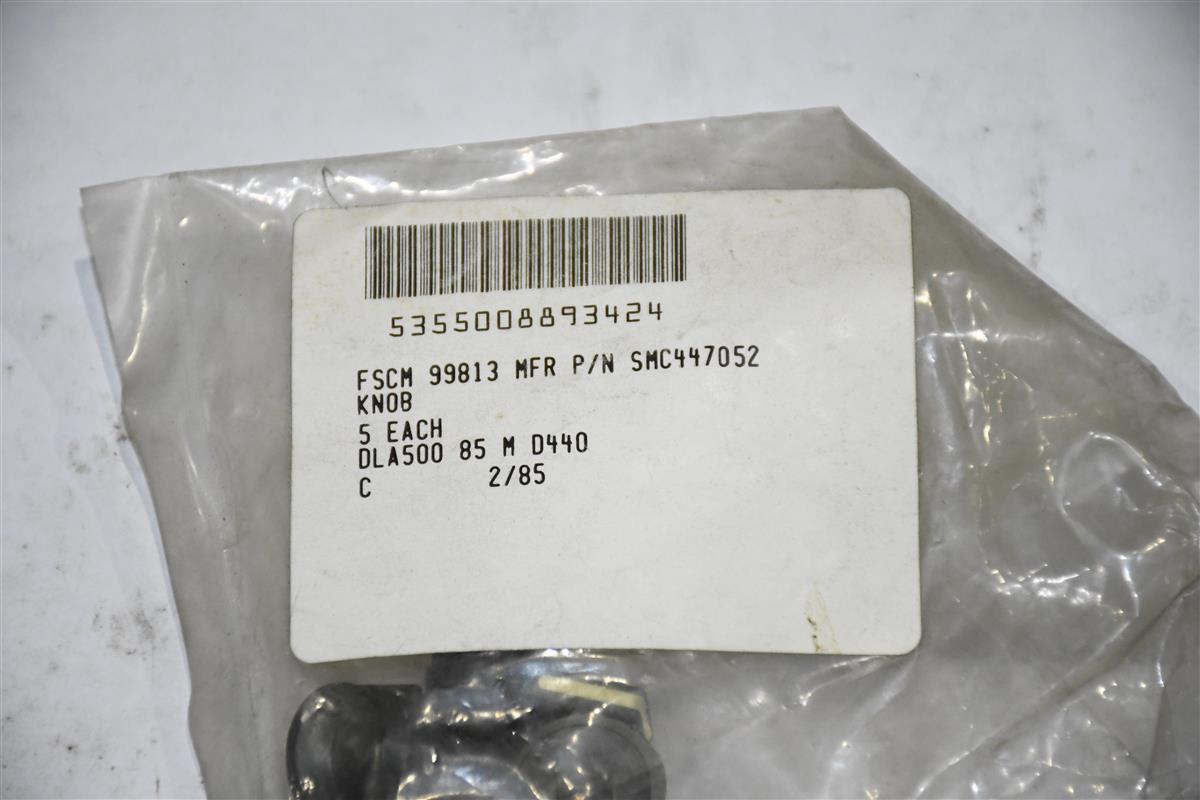 5355008893424
FSCM 99813 MFR P/N SMC447052
KNOB
5 EACH
DLA500 85 M D440
C 2/85